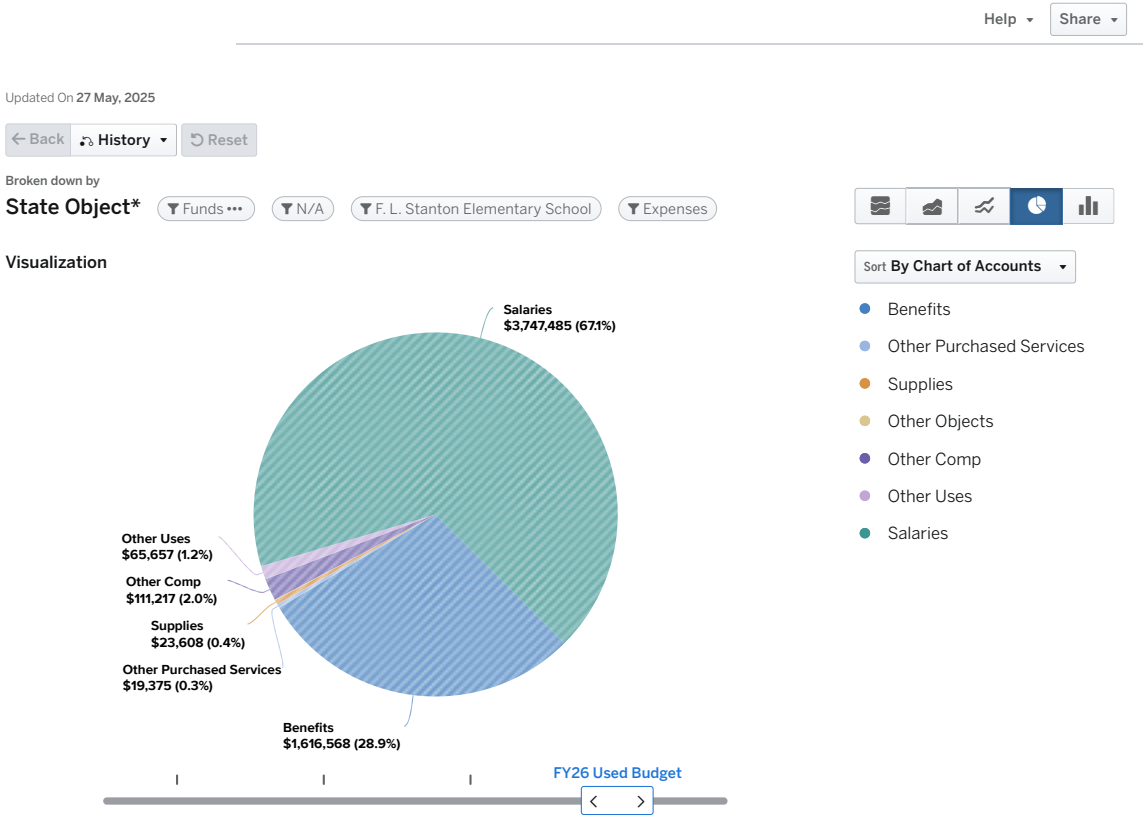 Help
Share
Updated On 27 May, 2025
Back
History
Reset
Broken down by
State Object*
Funds •••
N/A
F. L. Stanton Elementary School
Expenses
Visualization
Sort By Chart of Accounts
Benefits
Other Purchased Services
Supplies
Other Objects
Other Comp
Other Uses
Salaries
Salaries
$3,747,485 (67.1%)
Other Uses
$65,657 (1.2%)
Other Comp
$111,217 (2.0%)
Supplies
$23,608 (0.4%)
Other Purchased Services
$19,375 (0.3%)
Benefits
$1,616,568 (28.9%)
FY26 Used Budget